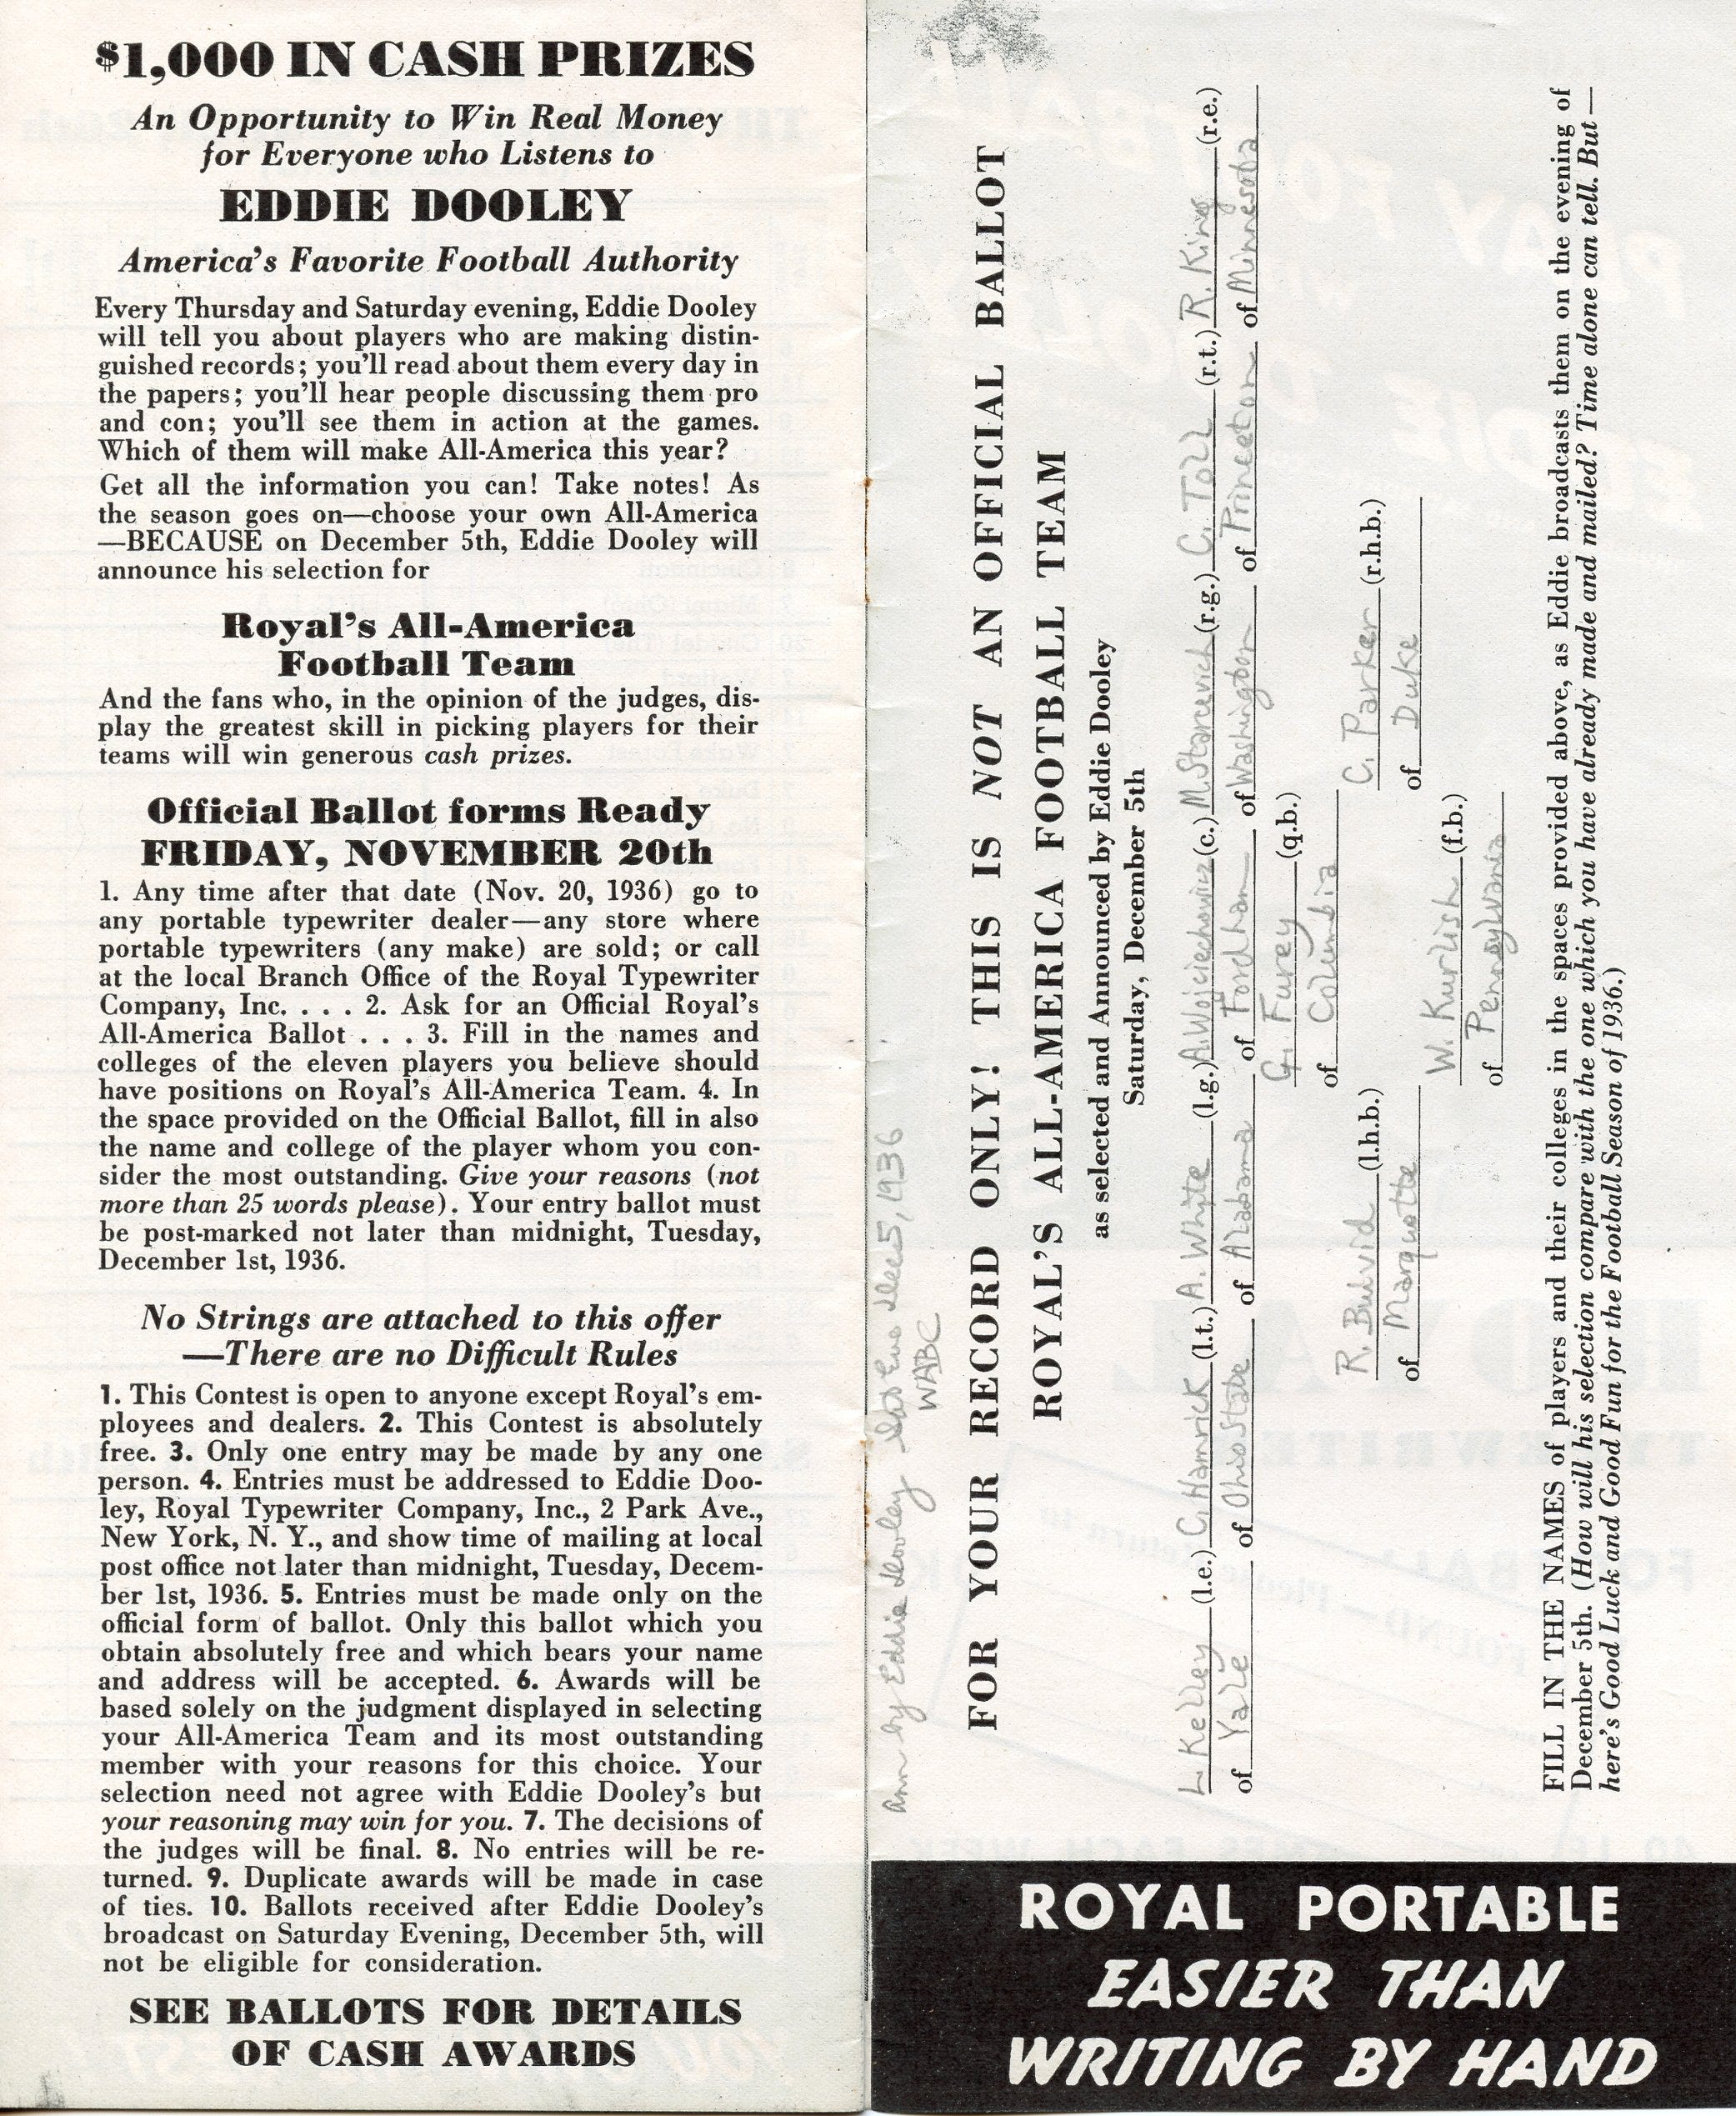 $1,000 IN CASH PRIZES
An Opportunity to Win Real Money
for Everyone who Listens to
EDDIE DOOLEY
America's Favorite Football Authority
Every Thursday and Saturday evening, Eddie Dooley
will tell you about players who are making distin-
guished records; you'll read about them every day in
the papers; you'll hear people discussing them pro
and con; you'll see them in action at the games.
Which of them will make All-America this year?
Get all the information you can! Take notes! As
the season goes on—choose your own All-America
—BECAUSE on December 5th, Eddie Dooley will
announce his selection for
Royal's All-America
Football Team
And the fans who, in the opinion of the judges, dis-
play the greatest skill in picking players for their
teams will win generous cash prizes.
Official Ballot forms Ready
FRIDAY, NOVEMBER 20th
1. Any time after that date (Nov. 20, 1936) go to
any portable typewriter dealer—any store where
portable typewriters (any make) are sold; or call
at the local Branch Office of the Royal Typewriter
Company, Inc. . . . 2. Ask for an Official Royal's
All-America Ballot . . . 3. Fill in the names and
colleges of the eleven players you believe should
have positions on Royal's All-America Team. 4. In
the space provided on the Official Ballot, fill in also
the name and college of the player whom you con-
sider the most outstanding. Give your reasons (not
more than 25 words please). Your entry ballot must
be post-marked not later than midnight, Tuesday,
December 1st, 1936.
No Strings are attached to this offer
—There are no Difficult Rules
1. This Contest is open to anyone except Royal's em-
ployees and dealers. 2. This Contest is absolutely
free. 3. Only one entry may be made by any one
person. 4. Entries must be addressed to Eddie Doo-
ley, Royal Typewriter Company, Inc., 2 Park Ave.,
New York, N. Y., and show time of mailing at local
post office not later than midnight, Tuesday, Decem-
ber 1st, 1936. 5. Entries must be made only on the
official form of ballot. Only this ballot which you
obtain absolutely free and which bears your name
and address will be accepted. 6. Awards will be
based solely on the judgment displayed in selecting
your All-America Team and its most outstanding
member with your reasons for this choice. Your
selection need not agree with Eddie Dooley's but
your reasoning may win for you. 7. The decisions of
the judges will be final. 8. No entries will be re-
turned. 9. Duplicate awards will be made in case
of ties. 10. Ballots received after Eddie Dooley's
broadcast on Saturday Evening, December 5th, will
not be eligible for consideration.
SEE BALLOTS FOR DETAILS
OF CASH AWARDS
Ann by Eddie Dooley Sat Eve Dec 5, 1936
WABC
FOR YOUR RECORD ONLY! THIS IS NOT AN OFFICIAL BALLOT
ROYAL'S ALL-AMERICA FOOTBALL TEAM
as selected and Announced by Eddie Dooley
Saturday, December 5th
L Kelley (l.e.) C. Hamrick (l.t.) A. White (l.g.) A. Wojciechowicz (c.) M. Starcevich (r.g.) C. Toll (r.t.) R. King (r.e.)
of Yale of Ohio State of Alabama of Fordham of Washington of Princeton of Minnesota
G. Furey (q.b.)
of Columbia
R. Buivid (l.h.b.) C. Parker (r.h.b.)
of Marquette of Duke
W. Kurlish (f.b.)
of Pennsylvania
FILL IN THE NAMES of players and their colleges in the spaces provided above, as Eddie broadcasts them on the evening of
December 5th. (How will his selection compare with the one which you have already made and mailed? Time alone can tell. But—
here's Good Luck and Good Fun for the Football Season of 1936.)
ROYAL PORTABLE
EASIER THAN
WRITING BY HAND